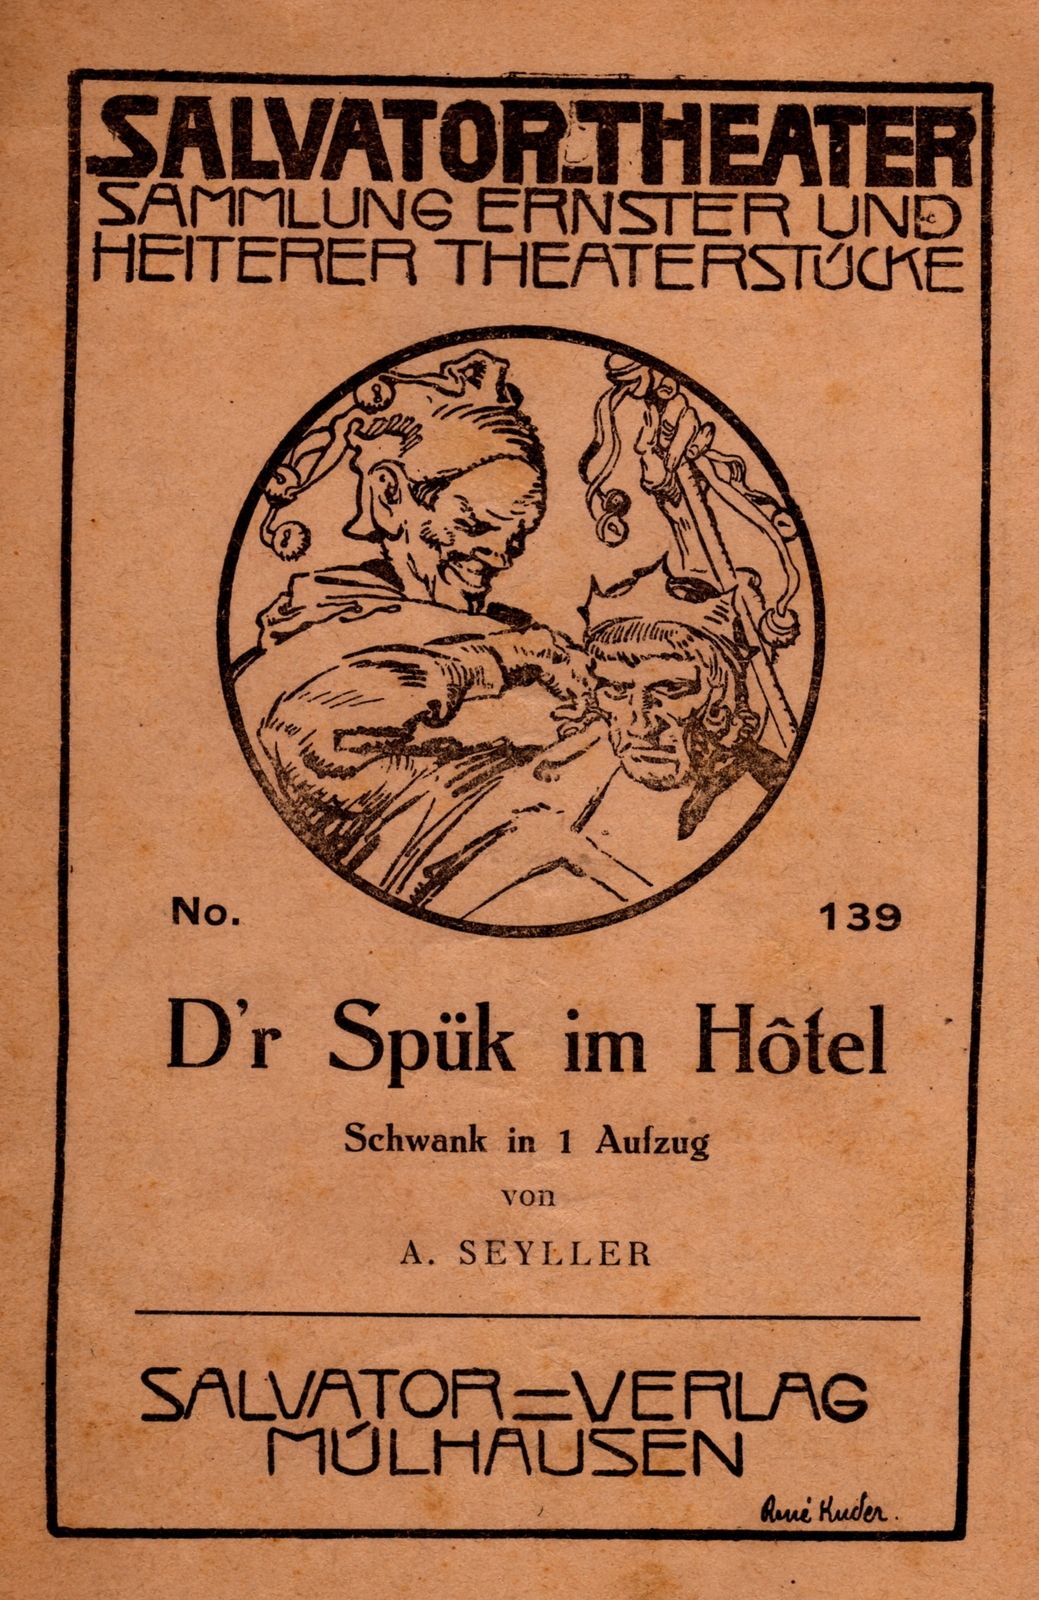 SALVATOR-THEATER
SAMMLUNG ERNSTER UND
HEITERER THEATERSTÜCKE
No. 139
D'r Spük im Hôtel
Schwank in 1 Aufzug
von
A. SEYLLER
SALVATOR=VERLAG
MÜLHAUSEN
René Kuder.